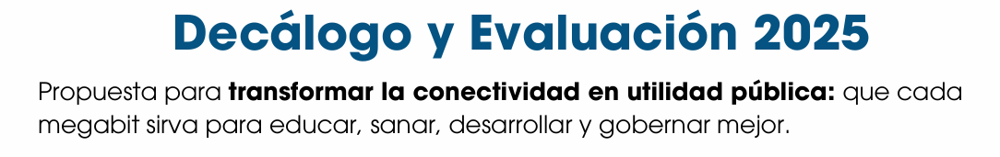 Decálogo y Evaluación 2025
Propuesta para transformar la conectividad en utilidad pública: que cada
megabit sirva para educar, sanar, desarrollar y gobernar mejor.